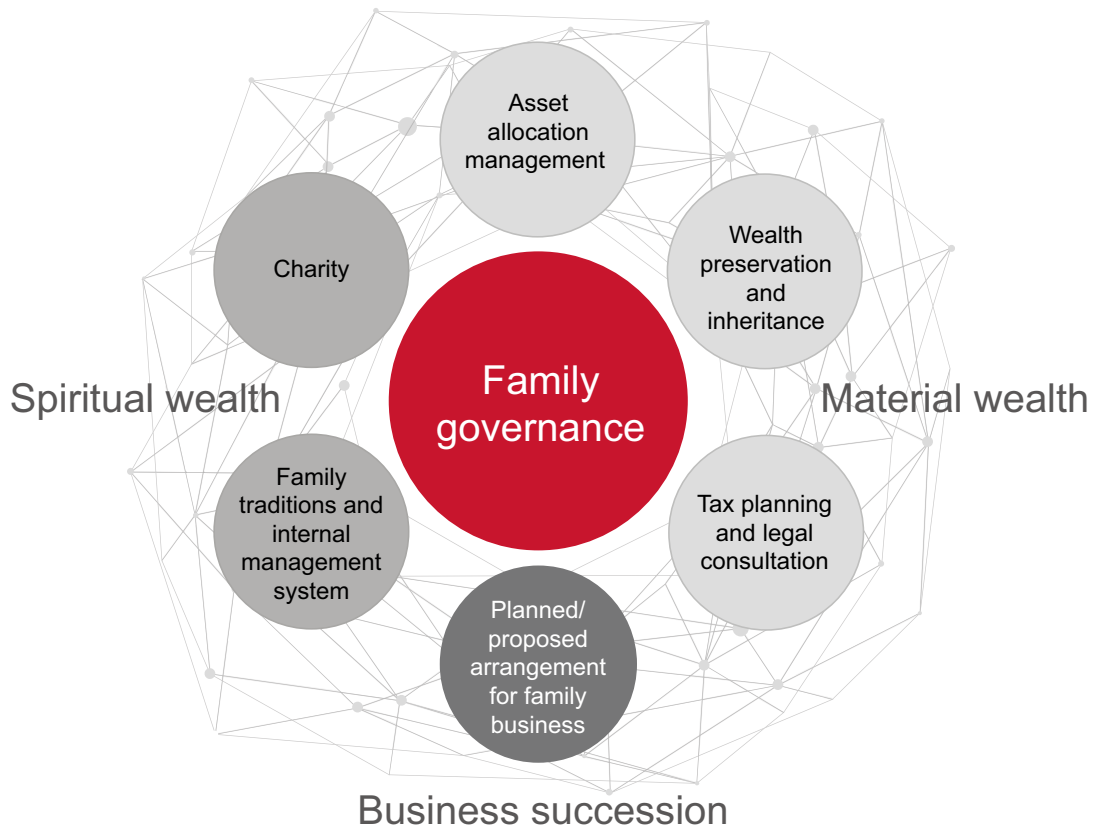 Asset
allocation
management
Charity
Wealth
preservation
and
inheritance
Family
governance
Spiritual wealth
Material wealth
Family
traditions and
internal
management
system
Tax planning
and legal
consultation
Planned/
proposed
arrangement
for family
business
Business succession